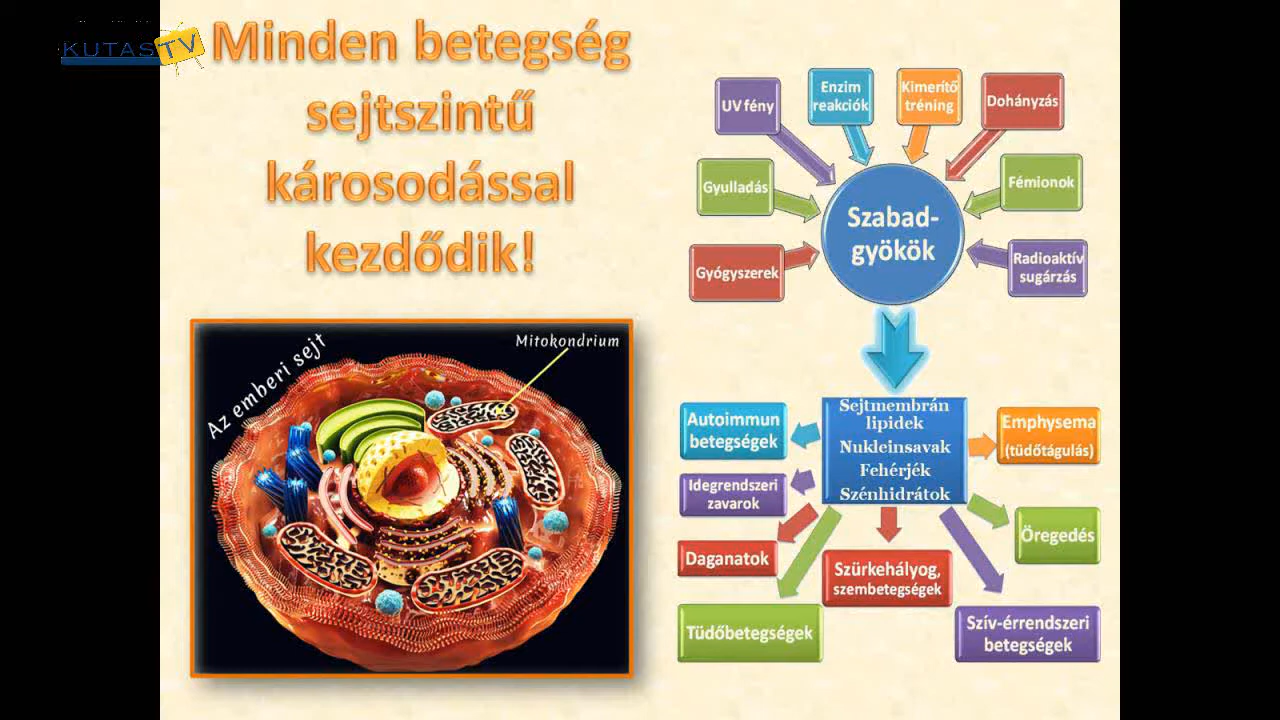 KUTAS TV
Minden betegség
sejtszintű
károsodással
kezdődik!
Az emberi sejt
Mitokondrium
UV fény
Enzim
reakciók
Kimerítő
tréning
Dohányzás
Gyulladás
Fémionok
Gyógyszerek
Radioaktív
sugárzás
Szabad-
gyökök
Sejtmembrán
lipidek
Nukleinsavak
Fehérjék
Szénhidrátok
Autoimmun
betegségek
Emphysema
(tüdőtágulás)
Idegrendszeri
zavarok
Öregedés
Daganatok
Szürkehályog,
szembetegségek
Tüdőbetegségek
Szív-érrendszeri
betegségek